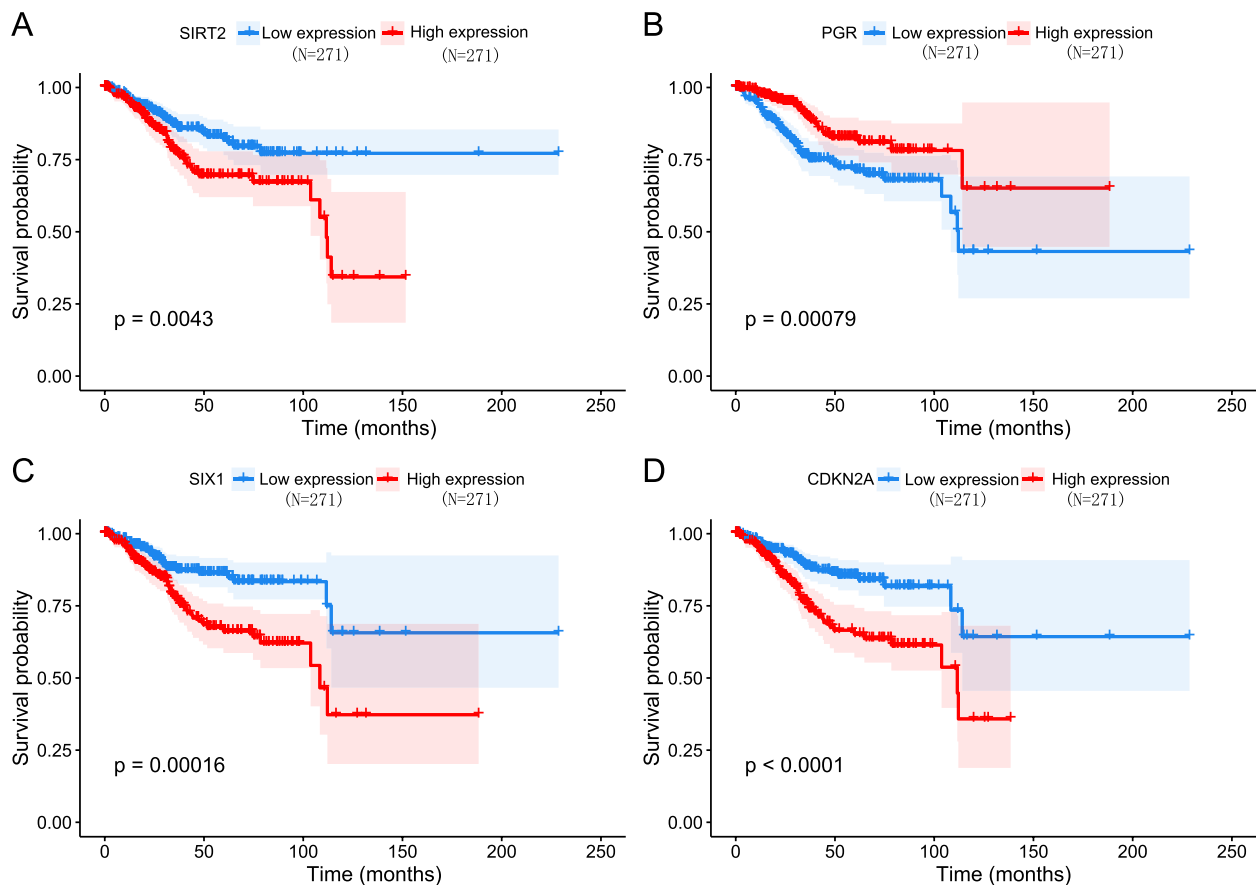 A
SIRT2 Low expression High expression
(N=271) (N=271)
1.00
0.75
0.50
0.25
0.00
Survival probability
p = 0.0043
0 50 100 150 200 250
Time (months)
B
PGR Low expression High expression
(N=271) (N=271)
1.00
0.75
0.50
0.25
0.00
Survival probability
p = 0.00079
0 50 100 150 200 250
Time (months)
C
SIX1 Low expression High expression
(N=271) (N=271)
1.00
0.75
0.50
0.25
0.00
Survival probability
p = 0.00016
0 50 100 150 200 250
Time (months)
D
CDKN2A Low expression High expression
(N=271) (N=271)
1.00
0.75
0.50
0.25
0.00
Survival probability
p < 0.0001
0 50 100 150 200 250
Time (months)